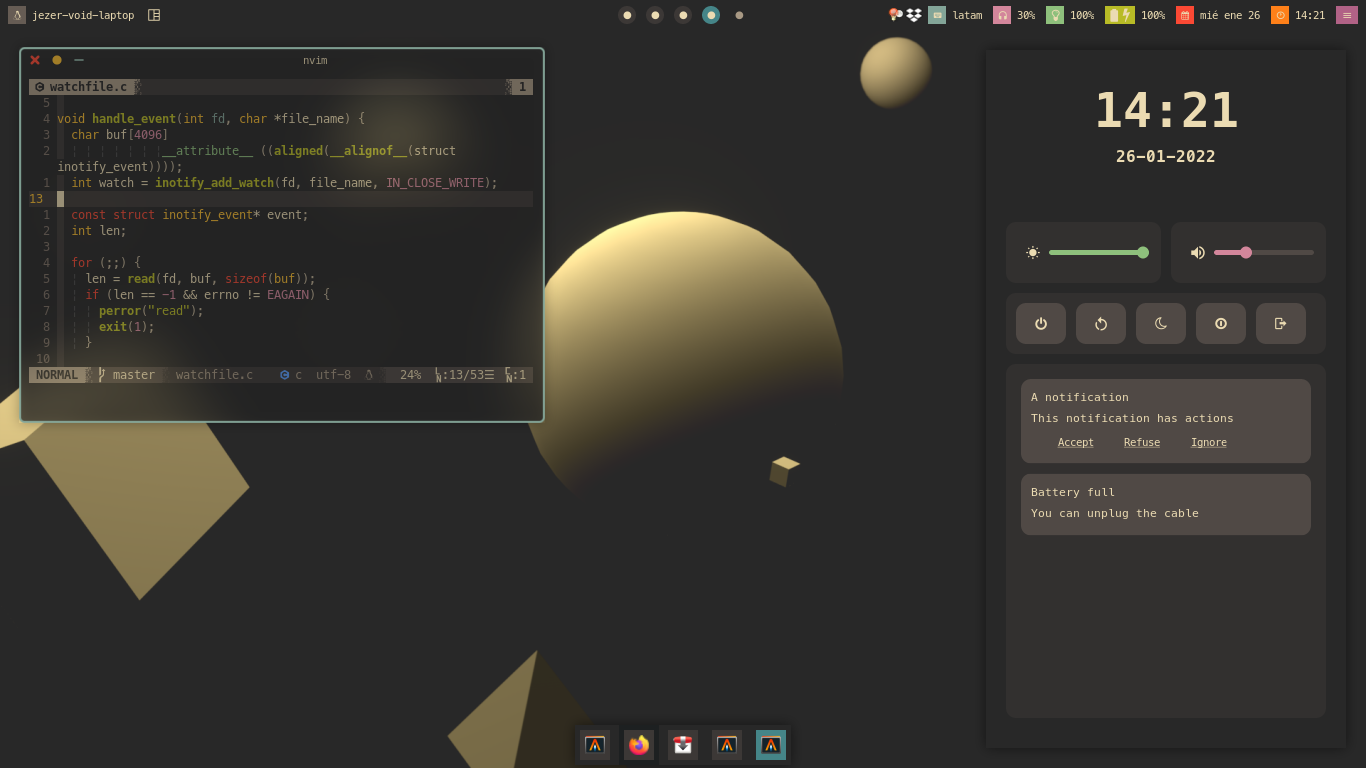 jezer-void-laptop
latam 30% 100% 100% mié ene 26 14:21
nvim
watchfile.c 1
5
4 void handle_event(int fd, char *file_name) {
3 char buf[4096]
2 __attribute__ ((aligned(__alignof__(struct
inotify_event))));
1 int watch = inotify_add_watch(fd, file_name, IN_CLOSE_WRITE);
13
1 const struct inotify_event* event;
2 int len;
3
4 for (;;) {
5 len = read(fd, buf, sizeof(buf));
6 if (len == -1 && errno != EAGAIN) {
7 perror("read");
8 exit(1);
9 }
10
NORMAL master watchfile.c c utf-8 24% :13/53☰ :1
14:21
26-01-2022
A notification
This notification has actions
Accept Refuse Ignore
Battery full
You can unplug the cable